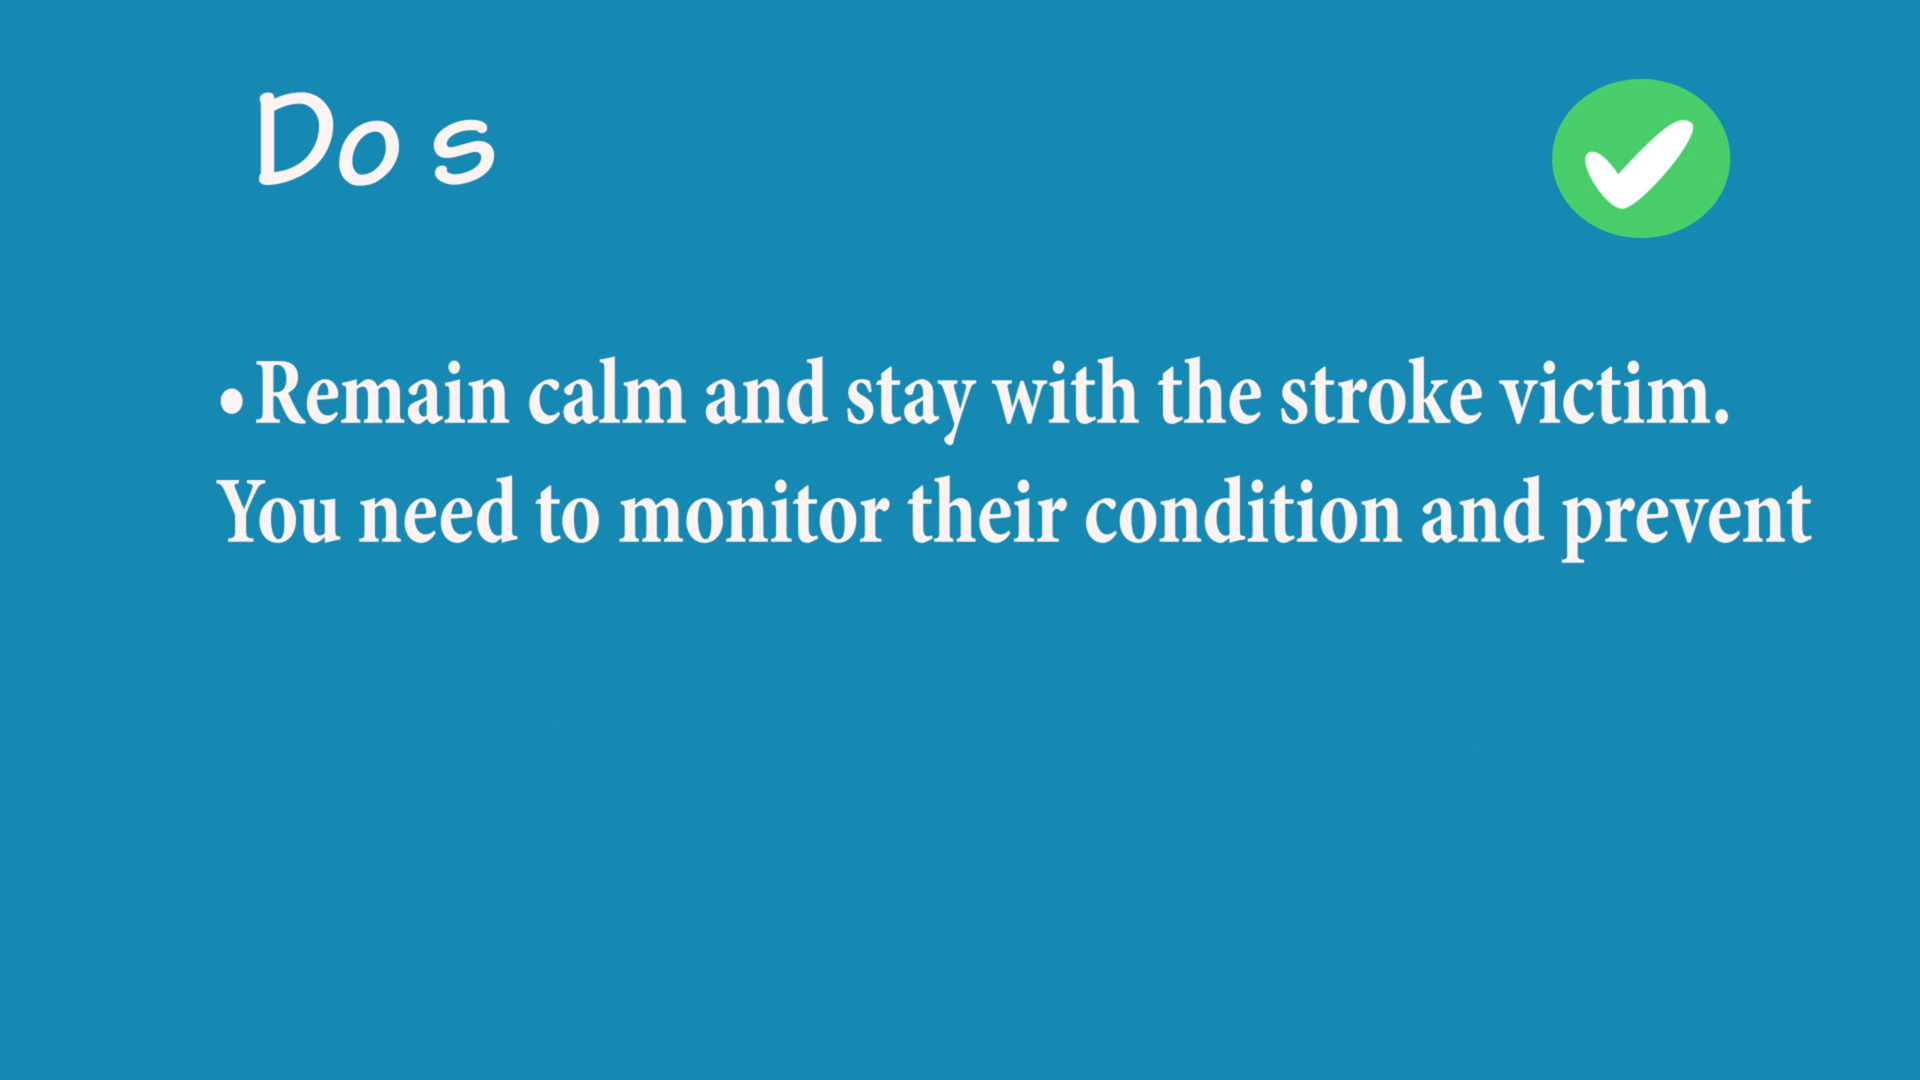 Do s
•Remain calm and stay with the stroke victim.
You need to monitor their condition and prevent